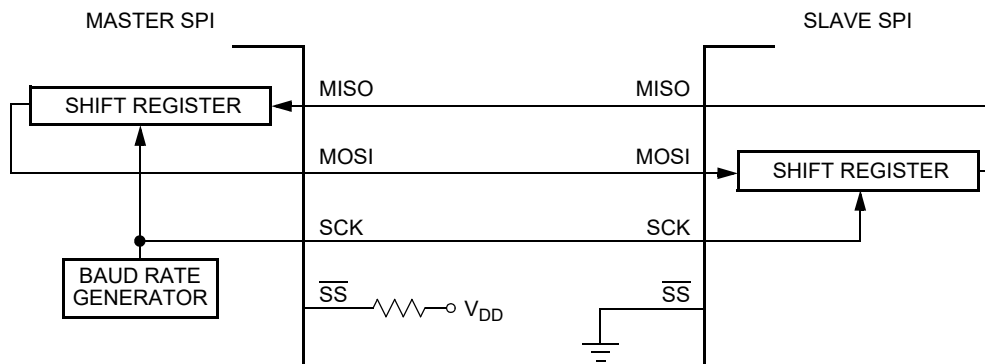 MASTER SPI
SLAVE SPI
SHIFT REGISTER
MISO
MISO
MOSI
MOSI
SHIFT REGISTER
SCK
SCK
BAUD RATE
GENERATOR
SS
VDD
SS